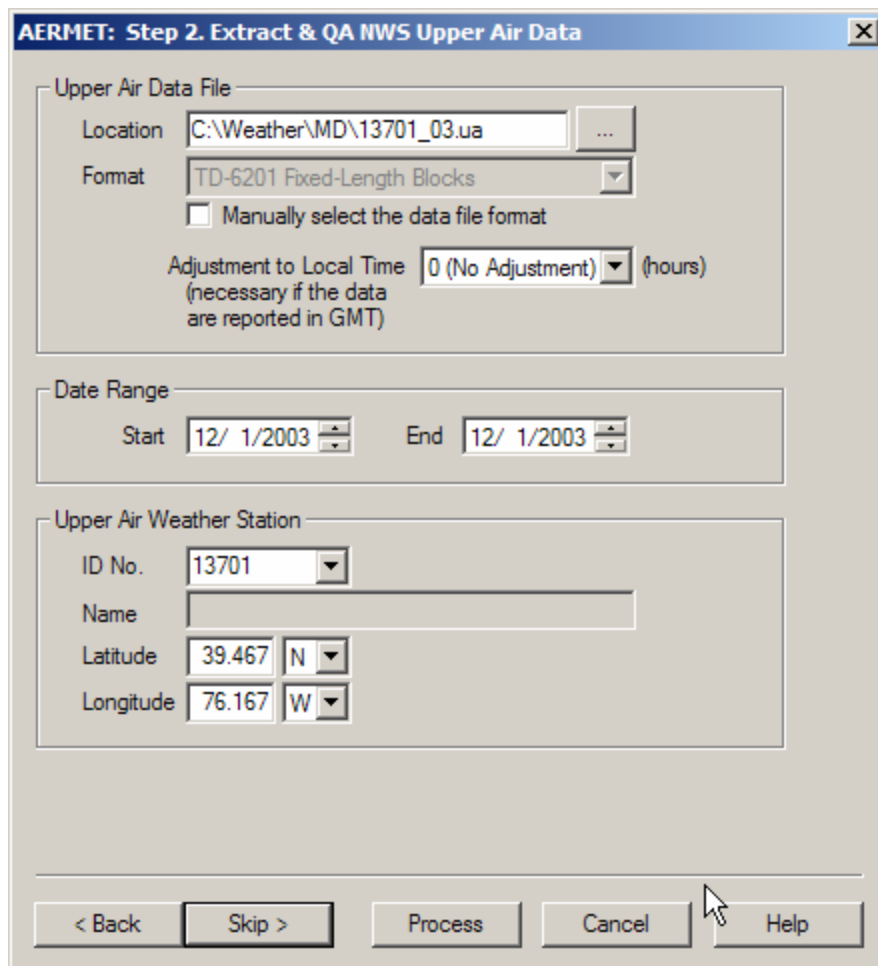 AERMET: Step 2. Extract & QA NWS Upper Air Data
Upper Air Data File
Location C:\Weather\MD\13701_03.ua ...
Format TD-6201 Fixed-Length Blocks
Manually select the data file format
Adjustment to Local Time 0 (No Adjustment) (hours)
(necessary if the data
are reported in GMT)
Date Range
Start 12/ 1/2003 End 12/ 1/2003
Upper Air Weather Station
ID No. 13701
Name
Latitude 39.467 N
Longitude 76.167 W
< Back Skip > Process Cancel Help